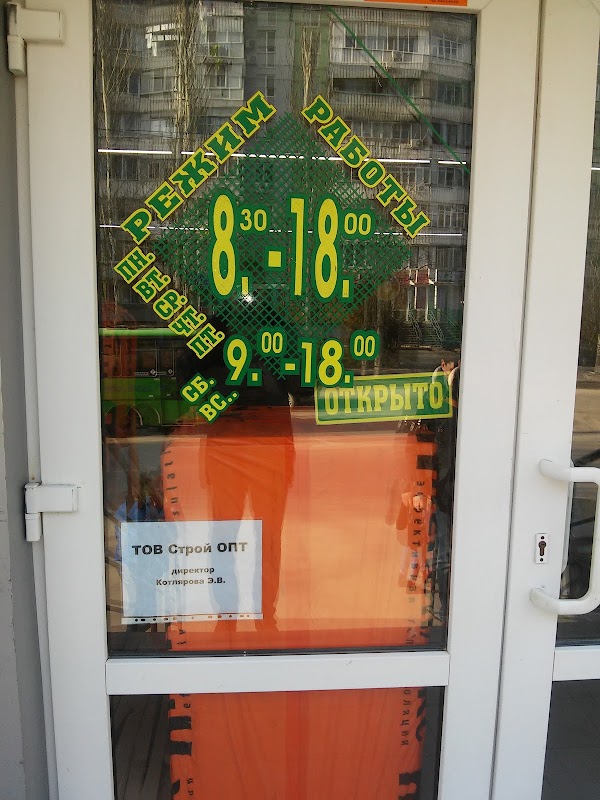 РЕЖИМ
РАБОТЫ
8.30-18.00
ПН.
ВТ.
СР.
ЧТ.
ПТ.
9.00-18.00
СБ.
ВС..
ОТКРЫТО
ТОВ Строй ОПТ
директор
Котлярова Э.В.